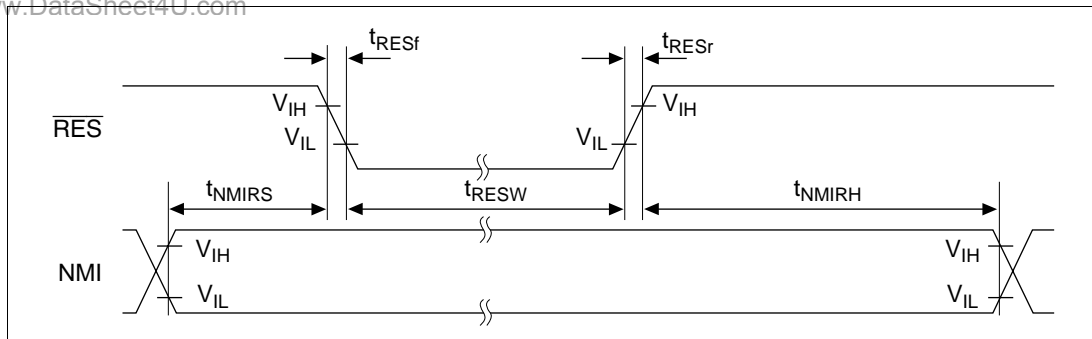 w.DataSheet4U.com
tRESf
tRESr
VIH
VIH
RES
VIL
VIL
tNMIRS
tRESW
tNMIRH
VIH
VIH
NMI
VIL
VIL